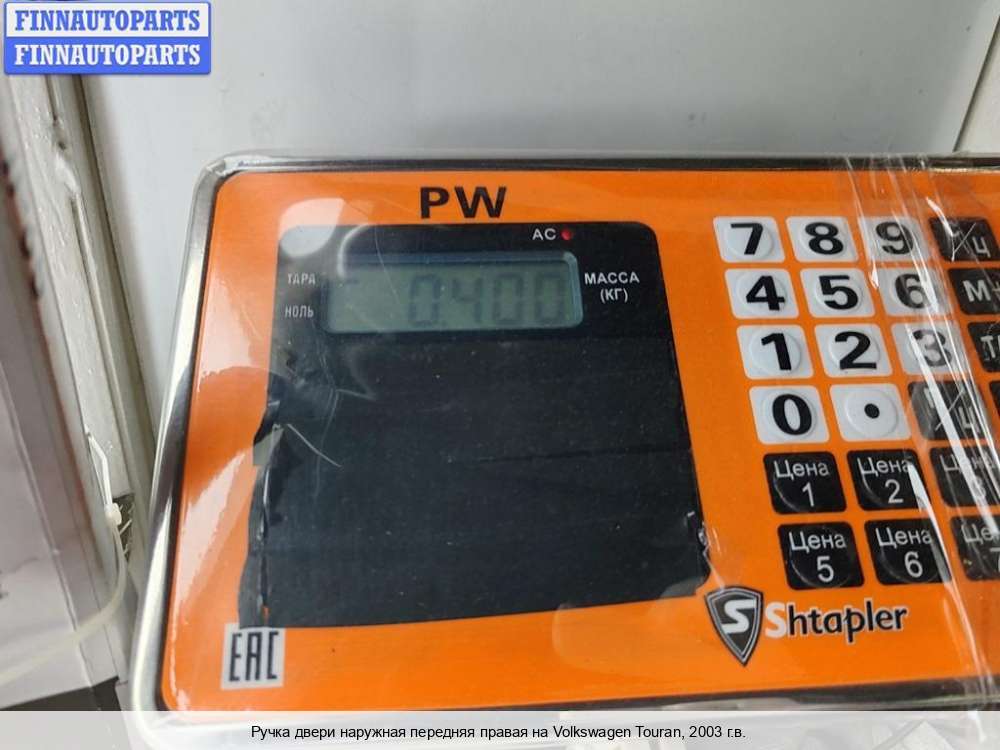 FINNAUTOPARTS
FINNAUTOPARTS
PW
AC
ТАРА
НОЛЬ
0.400
МАССА
(КГ)
7 8 9
4 5 6
1 2 3
0 •
Цена 1
Цена 2
Цена 5
Цена 6
S Shtapler
EAC
Ручка двери наружная передняя правая на Volkswagen Touran, 2003 г.в.